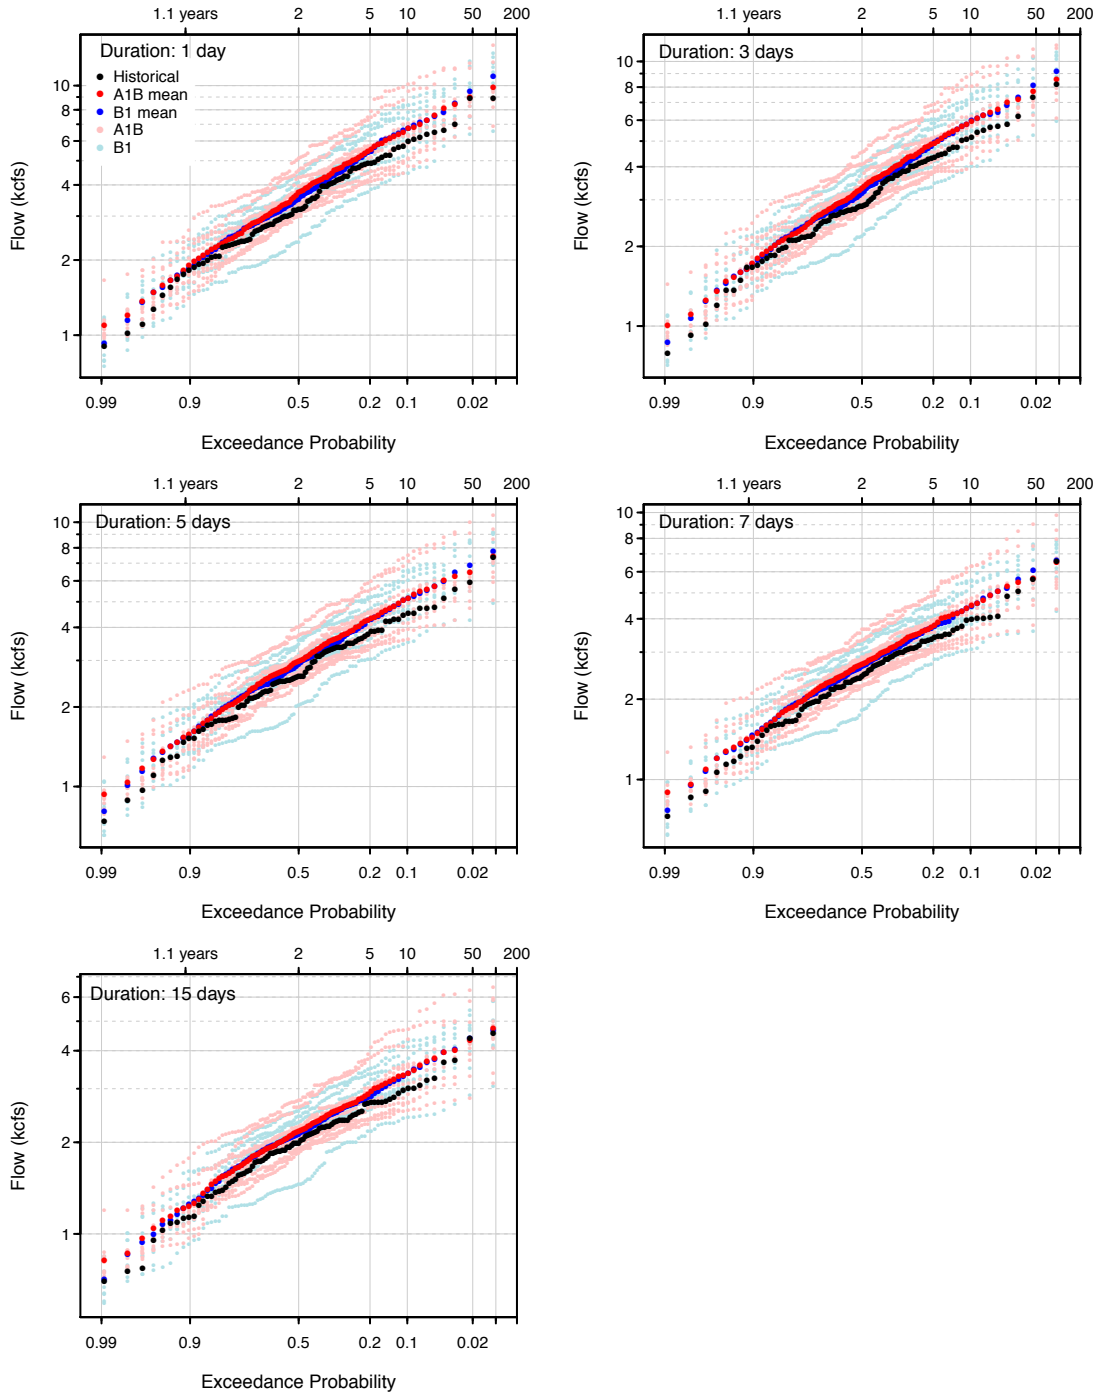 1.1 years 2 5 10 50 200
Duration: 1 day
Historical
A1B mean
B1 mean
A1B
B1
10
8
6
4
2
1
Flow (kcfs)
0.99 0.9 0.5 0.2 0.1 0.02
Exceedance Probability
1.1 years 2 5 10 50 200
Duration: 3 days
10
8
6
4
2
1
Flow (kcfs)
0.99 0.9 0.5 0.2 0.1 0.02
Exceedance Probability
1.1 years 2 5 10 50 200
Duration: 5 days
10
8
6
4
2
1
Flow (kcfs)
0.99 0.9 0.5 0.2 0.1 0.02
Exceedance Probability
1.1 years 2 5 10 50 200
Duration: 7 days
10
8
6
4
2
1
Flow (kcfs)
0.99 0.9 0.5 0.2 0.1 0.02
Exceedance Probability
1.1 years 2 5 10 50 200
Duration: 15 days
6
4
2
1
Flow (kcfs)
0.99 0.9 0.5 0.2 0.1 0.02
Exceedance Probability